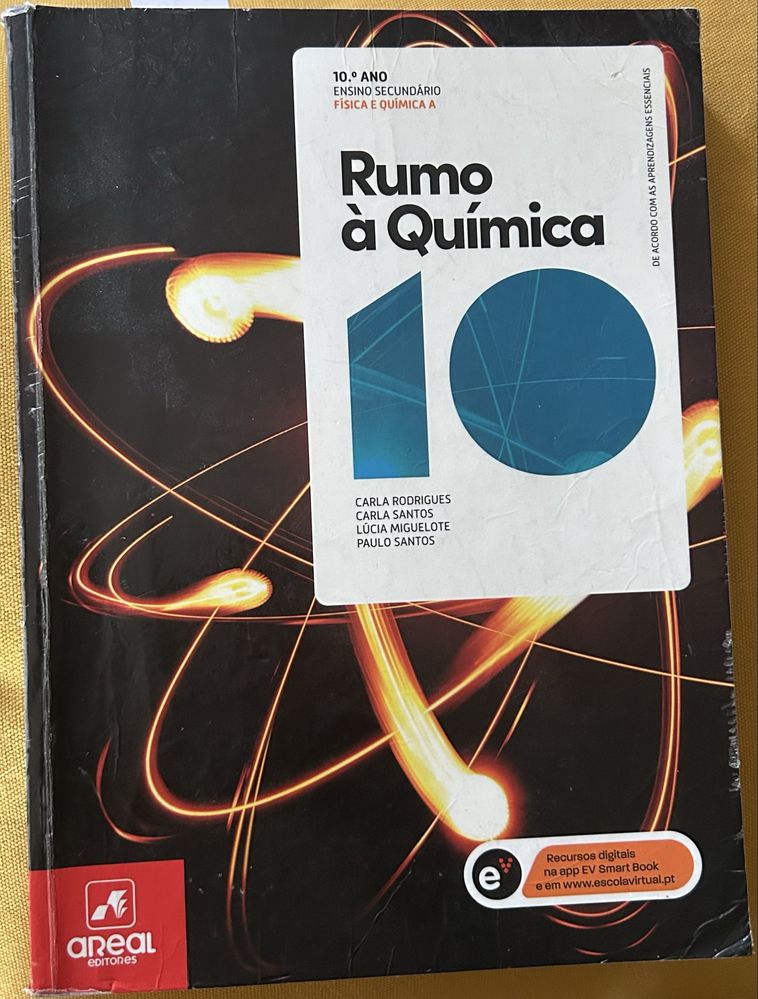 10.º ANO
ENSINO SECUNDÁRIO
FÍSICA E QUÍMICA A
DE ACORDO COM AS APRENDIZAGENS ESSENCIAIS
Rumo
à Química
10
CARLA RODRIGUES
CARLA SANTOS
LÚCIA MIGUELOTE
PAULO SANTOS
e
Recursos digitais
na app EV Smart Book
e em www.escolavirtual.pt
AREAL
EDITORES